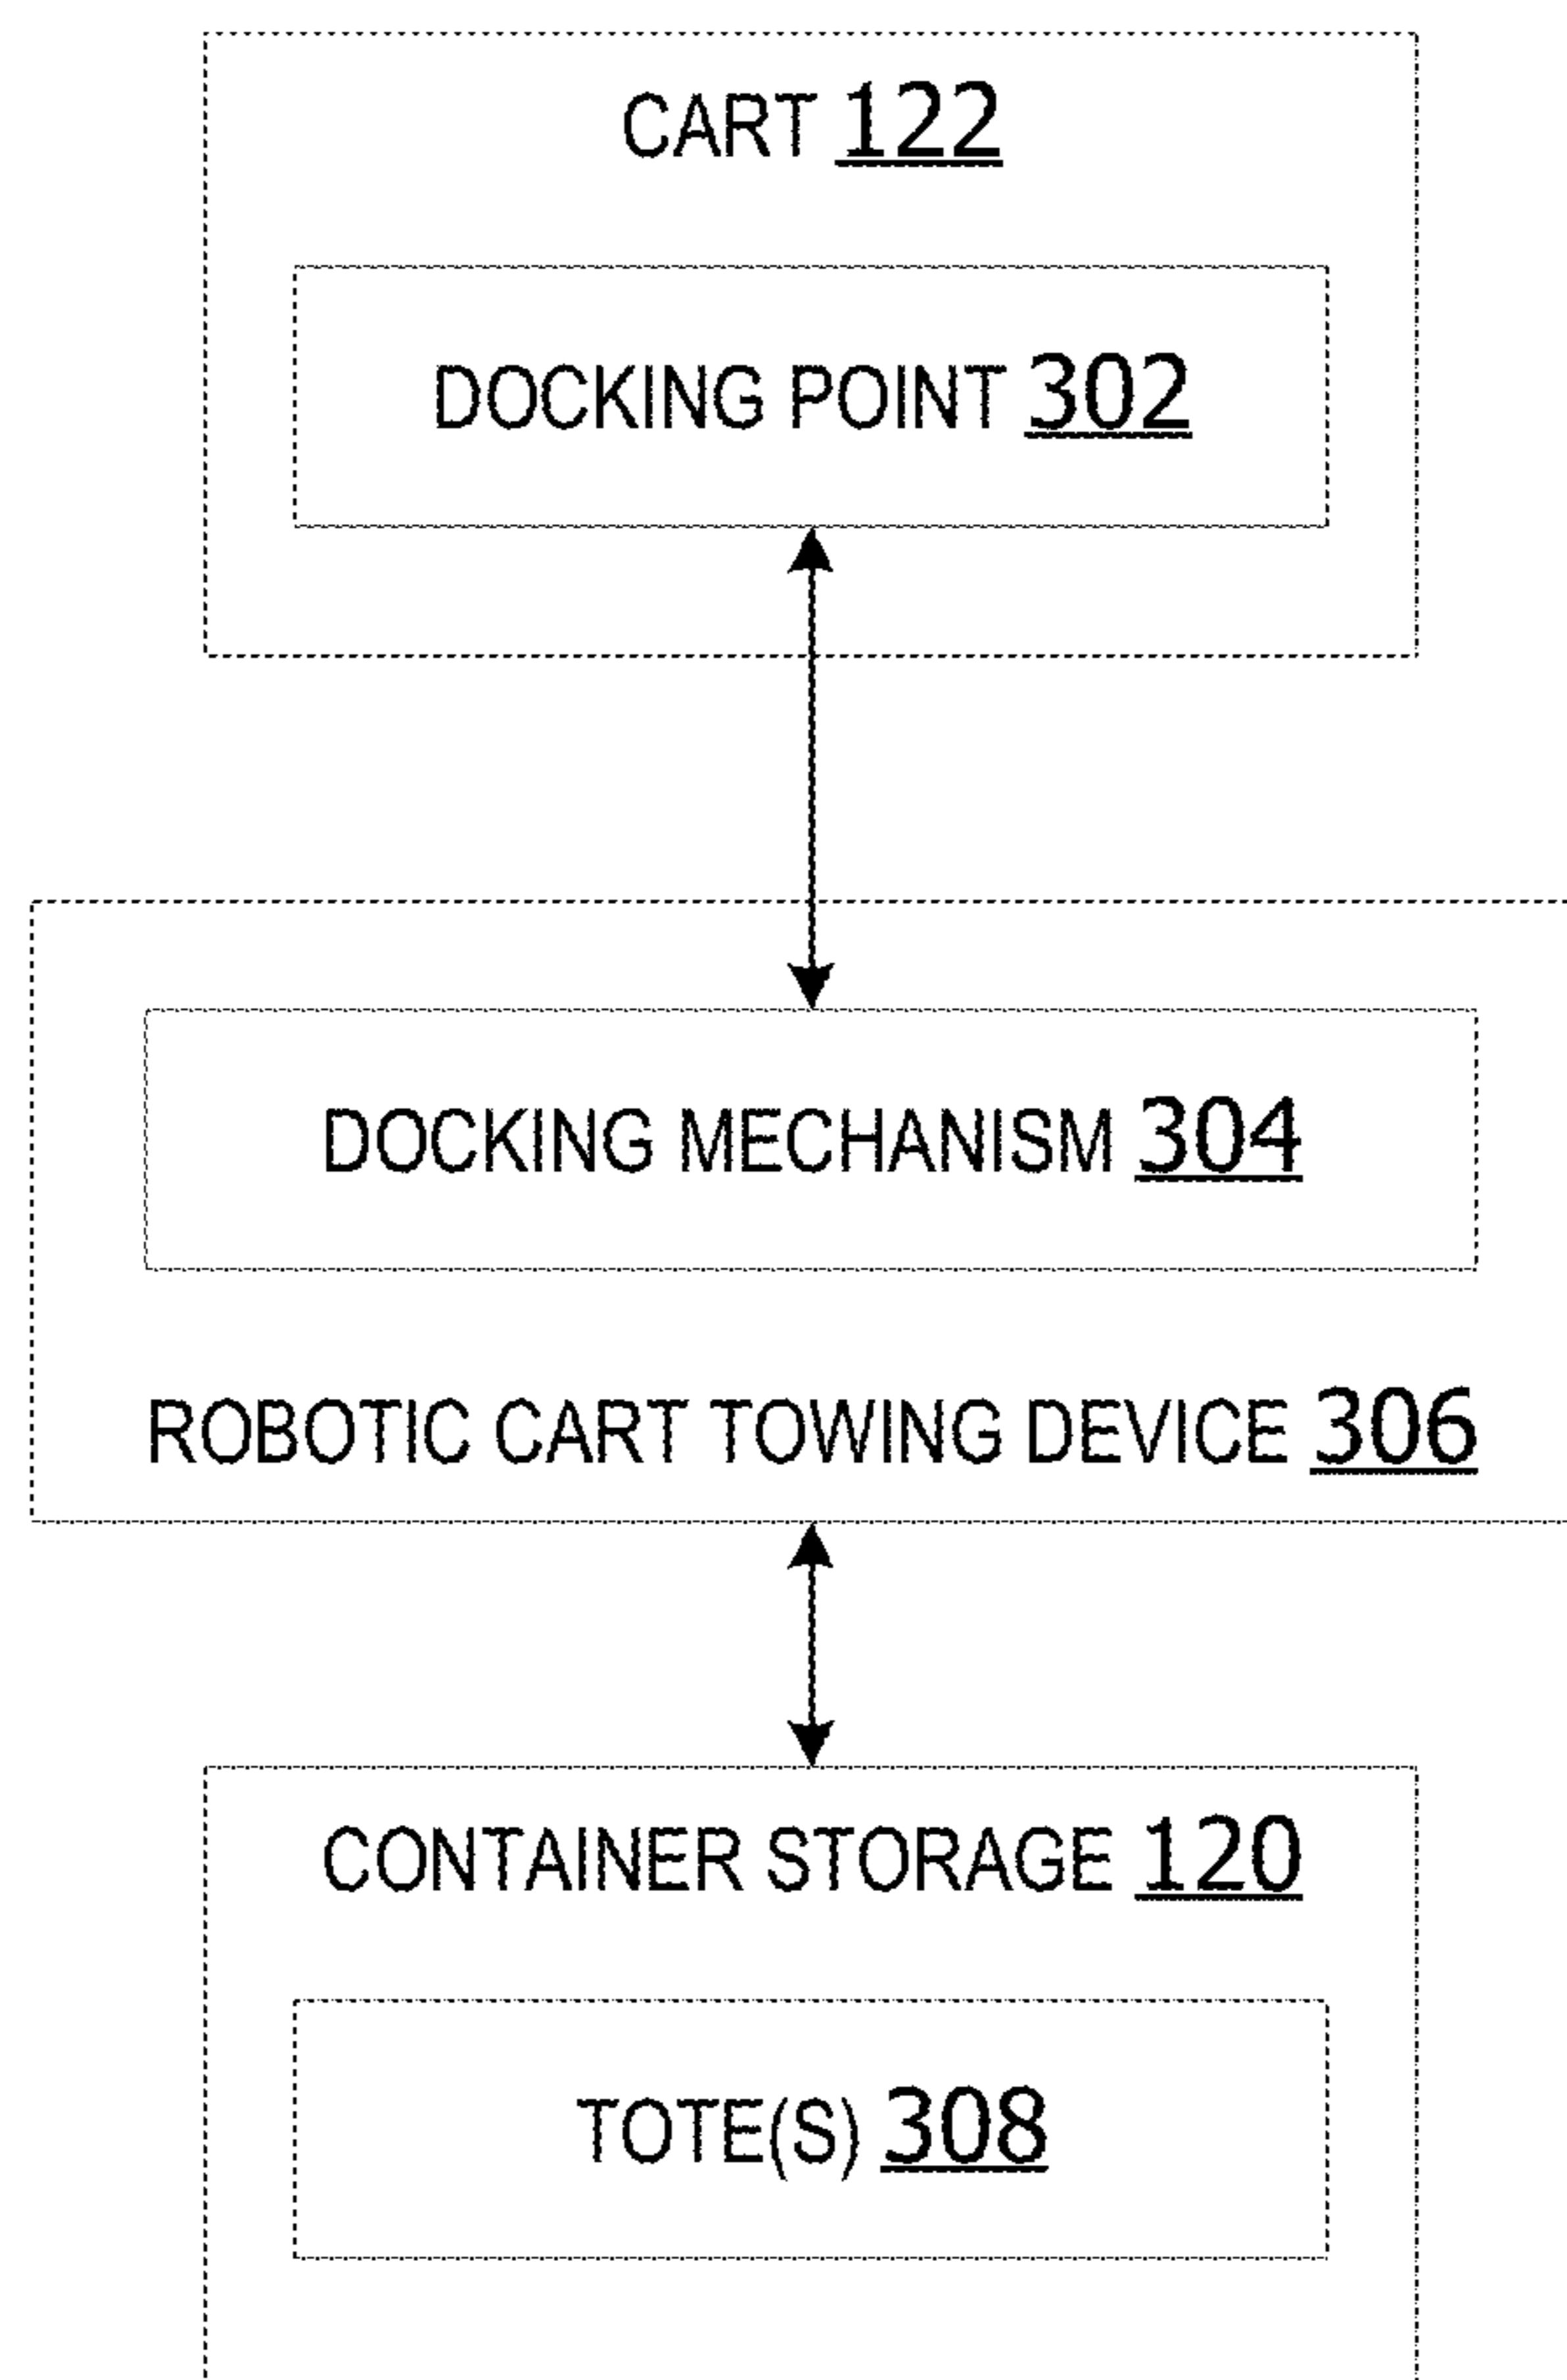 CART 122
DOCKING POINT 302
DOCKING MECHANISM 304
ROBOTIC CART TOWING DEVICE 306
CONTAINER STORAGE 120
TOTE(S) 308